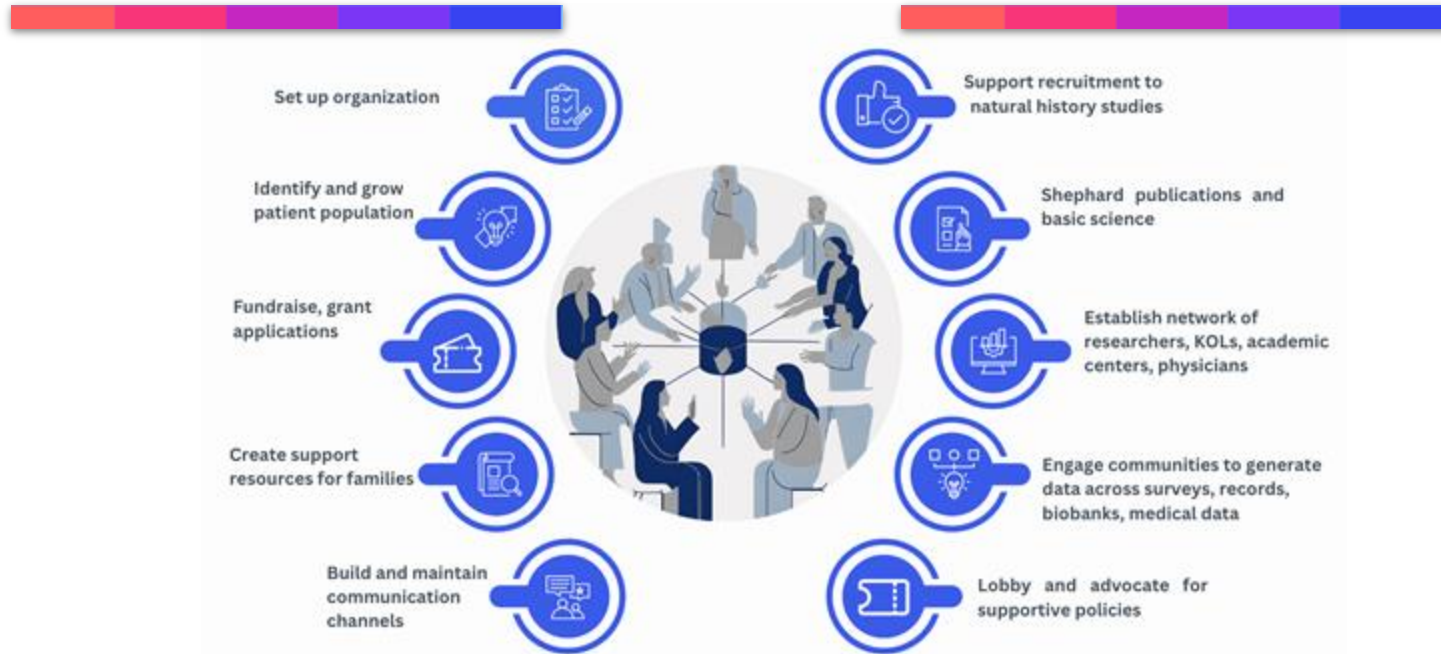 Set up organization
Identify and grow
patient population
Fundraise, grant
applications
Create support
resources for families
Build and maintain
communication
channels
Support recruitment to
natural history studies
Shephard publications and
basic science
Establish network of
researchers, KOLs, academic
centers, physicians
Engage communities to generate
data across surveys, records,
biobanks, medical data
Lobby and advocate for
supportive policies